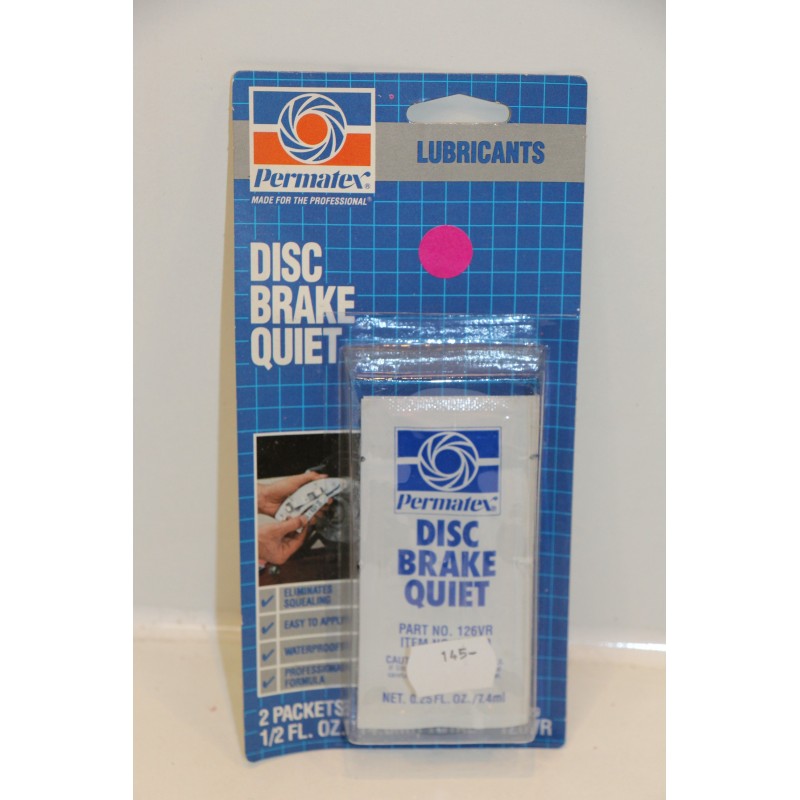 Permatex®
MADE FOR THE PROFESSIONAL®
LUBRICANTS
DISC
BRAKE
QUIET
Permatex®
DISC
BRAKE
QUIET
PART NO. 126VR
ITEM
145-
NET. 0.25 FL. OZ./7.4ml
ELIMINATES
SQUEALING
EASY TO APPLY
WATERPROOF
PROFESSIONAL
FORMULA
2 PACKETS
1/2 FL. OZ.